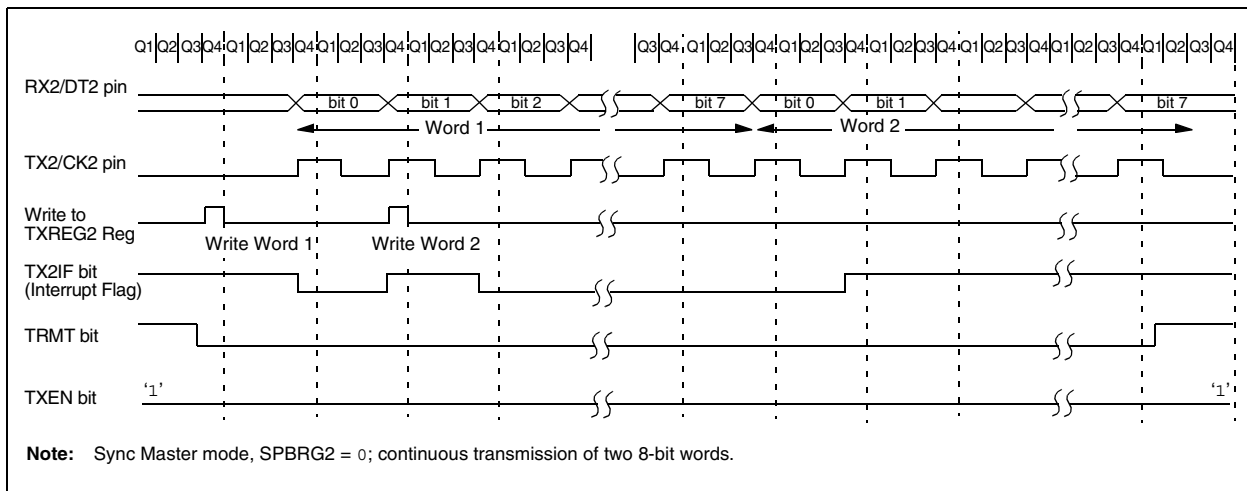 Q1 Q2 Q3 Q4 Q1 Q2 Q3 Q4 Q1 Q2 Q3 Q4 Q1 Q2 Q3 Q4 Q1 Q2 Q3 Q4 Q3 Q4 Q1 Q2 Q3 Q4 Q1 Q2 Q3 Q4 Q1 Q2 Q3 Q4 Q1 Q2 Q3 Q4 Q1 Q2 Q3 Q4 Q1 Q2 Q3 Q4
RX2/DT2 pin
bit 0 bit 1 bit 2 bit 7 bit 0 bit 1 bit 7
Word 1 Word 2
TX2/CK2 pin
Write to
TXREG2 Reg
Write Word 1 Write Word 2
TX2IF bit
(Interrupt Flag)
TRMT bit
TXEN bit
‘1’ ‘1’
Note: Sync Master mode, SPBRG2 = 0; continuous transmission of two 8-bit words.